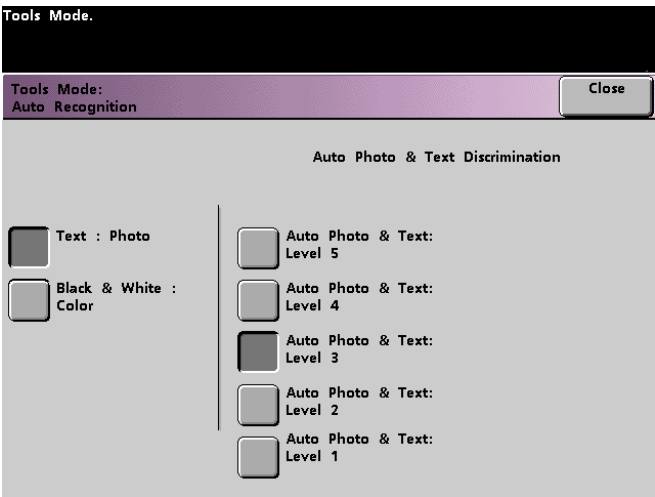 Tools Mode.
Tools Mode:
Auto Recognition
Close
Auto Photo & Text Discrimination
Text : Photo
Black & White :
Color
Auto Photo & Text:
Level 5
Auto Photo & Text:
Level 4
Auto Photo & Text:
Level 3
Auto Photo & Text:
Level 2
Auto Photo & Text:
Level 1